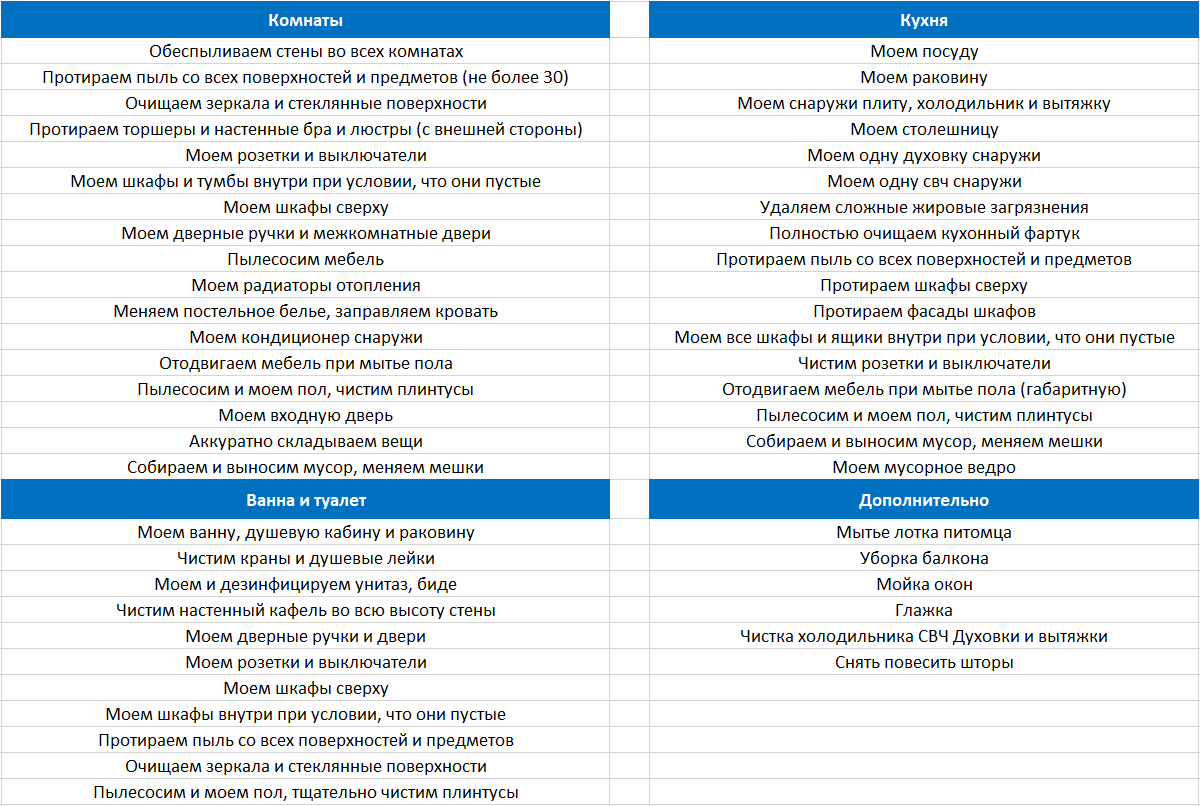 Комнаты
Обеспыливаем стены во всех комнатах
Протираем пыль со всех поверхностей и предметов (не более 30)
Очищаем зеркала и стеклянные поверхности
Протираем торшеры и настенные бра и люстры (с внешней стороны)
Моем розетки и выключатели
Моем шкафы и тумбы внутри при условии, что они пустые
Моем шкафы сверху
Моем дверные ручки и межкомнатные двери
Пылесосим мебель
Моем радиаторы отопления
Меняем постельное белье, заправляем кровать
Моем кондиционер снаружи
Отодвигаем мебель при мытье пола
Пылесосим и моем пол, чистим плинтусы
Моем входную дверь
Аккуратно складываем вещи
Собираем и выносим мусор, меняем мешки
Кухня
Моем посуду
Моем раковину
Моем снаружи плиту, холодильник и вытяжку
Моем столешницу
Моем одну духовку снаружи
Моем одну свч снаружи
Удаляем сложные жировые загрязнения
Полностью очищаем кухонный фартук
Протираем пыль со всех поверхностей и предметов
Протираем шкафы сверху
Протираем фасады шкафов
Моем все шкафы и ящики внутри при условии, что они пустые
Чистим розетки и выключатели
Отодвигаем мебель при мытье пола (габаритную)
Пылесосим и моем пол, чистим плинтусы
Собираем и выносим мусор, меняем мешки
Моем мусорное ведро
Ванна и туалет
Моем ванну, душевую кабину и раковину
Чистим краны и душевые лейки
Моем и дезинфицируем унитаз, биде
Чистим настенный кафель во всю высоту стены
Моем дверные ручки и двери
Моем розетки и выключатели
Моем шкафы сверху
Моем шкафы внутри при условии, что они пустые
Протираем пыль со всех поверхностей и предметов
Очищаем зеркала и стеклянные поверхности
Пылесосим и моем пол, тщательно чистим плинтусы
Дополнительно
Мытье лотка питомца
Уборка балкона
Мойка окон
Глажка
Чистка холодильника СВЧ Духовки и вытяжки
Снять повесить шторы